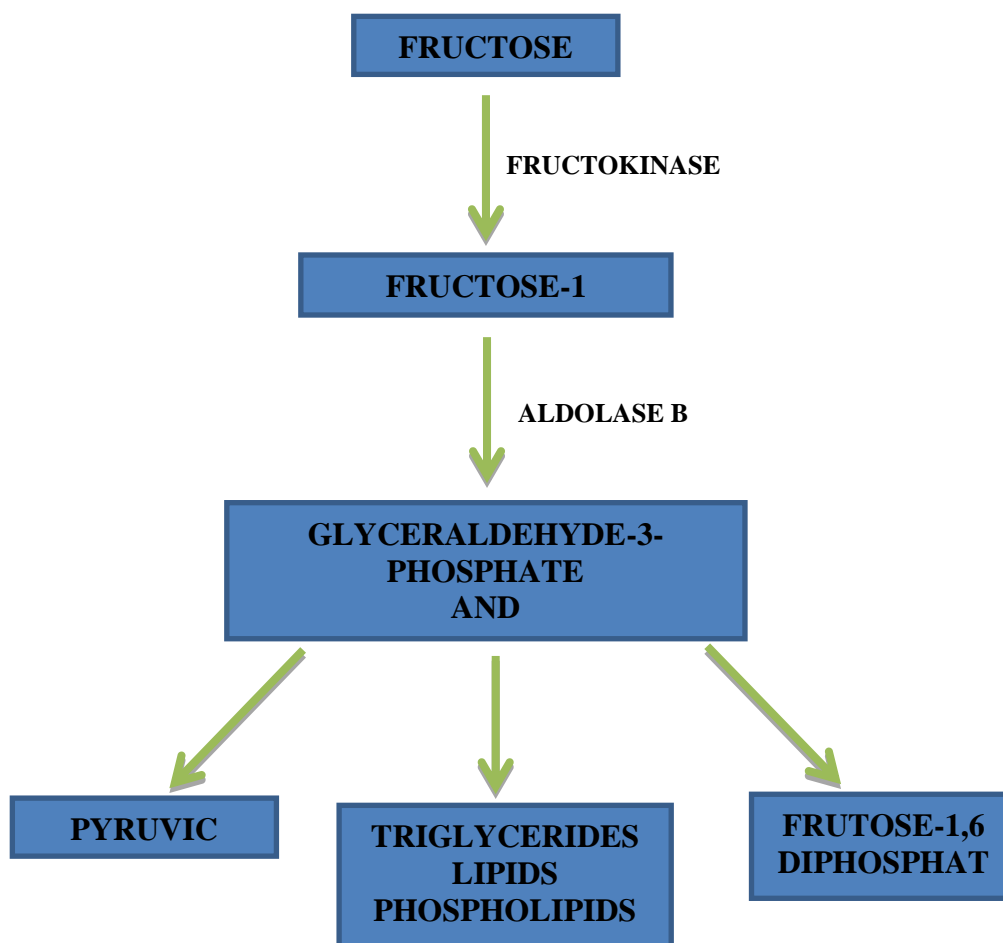 FRUCTOSE
FRUCTOKINASE
FRUCTOSE-1
ALDOLASE B
GLYCERALDEHYDE-3-
PHOSPHATE
AND
PYRUVIC
TRIGLYCERIDES
LIPIDS
PHOSPHOLIPIDS
FRUTOSE-1,6
DIPHOSPHAT